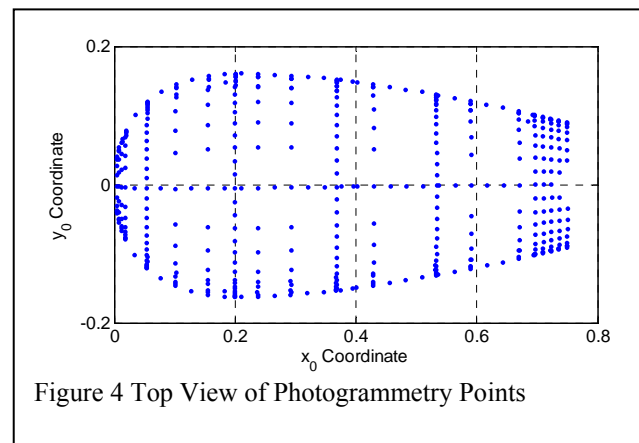 0.2
y0 Coordinate
0
-0.2
0 0.2 0.4 0.6 0.8
x0 Coordinate
Figure 4 Top View of Photogrammetry Points